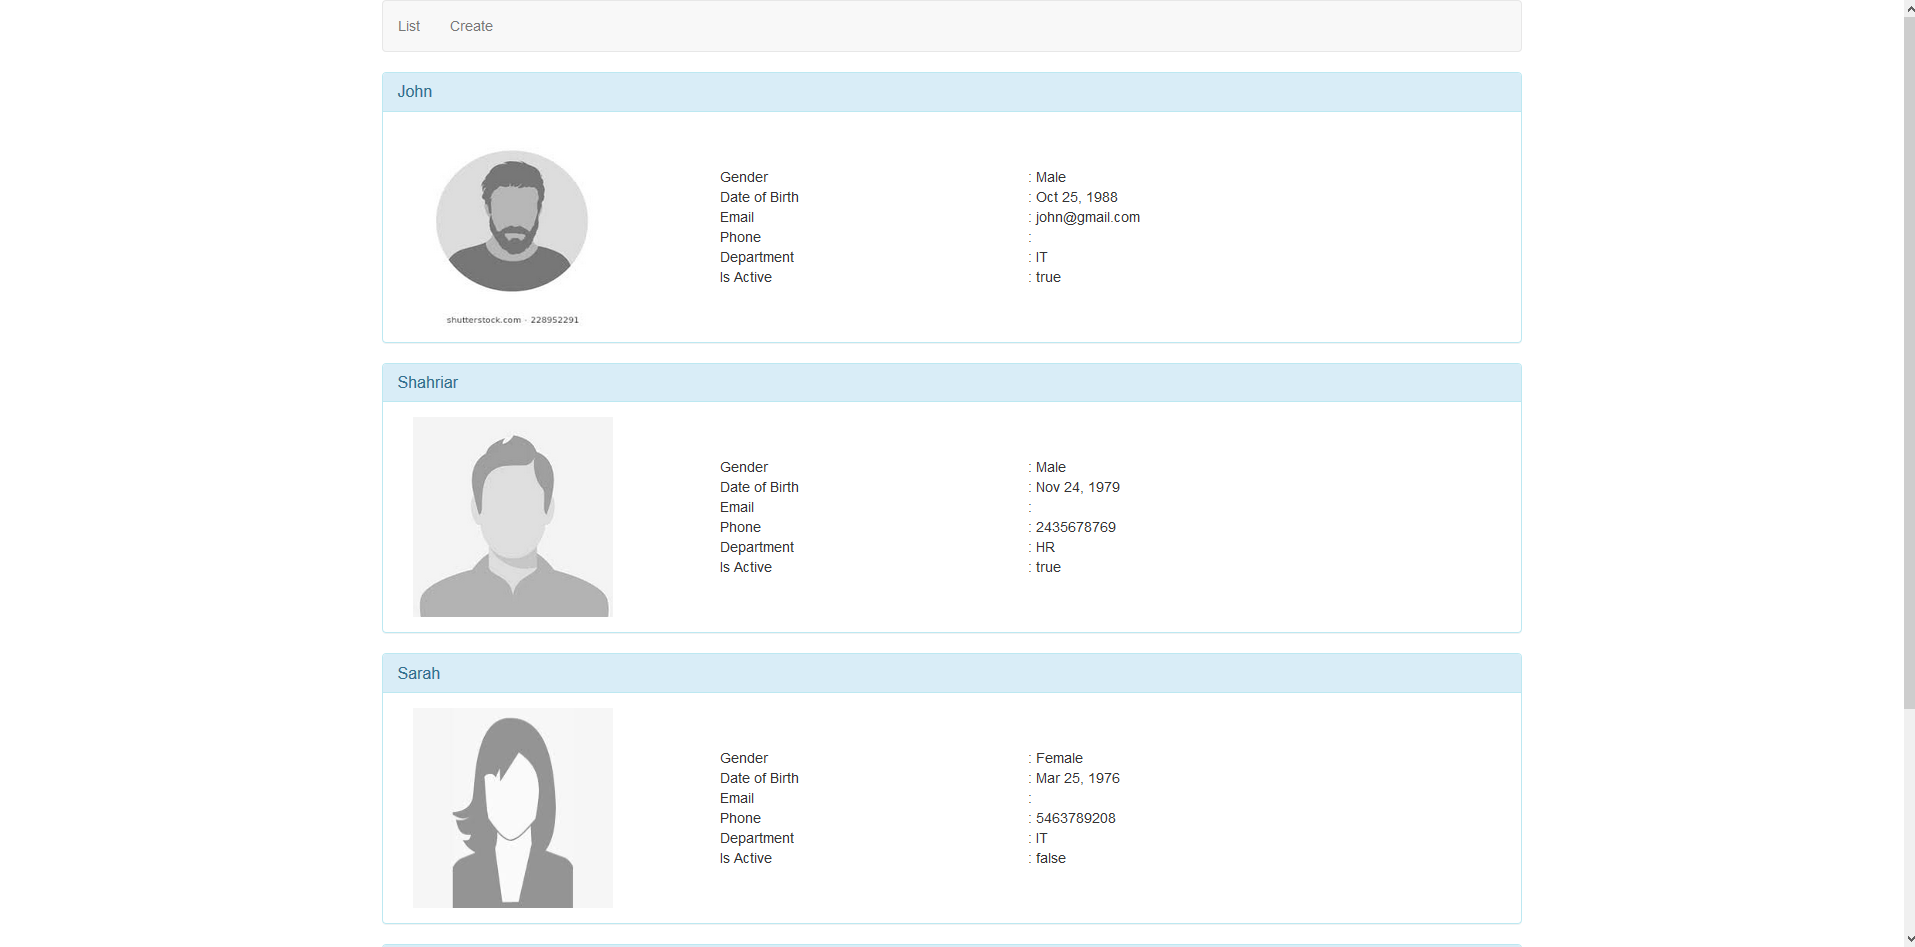 List Create
John
Gender : Male
Date of Birth : Oct 25, 1988
Email : john@gmail.com
Phone :
Department : IT
Is Active : true
shutterstock.com · 228952291
Shahriar
Gender : Male
Date of Birth : Nov 24, 1979
Email :
Phone : 2435678769
Department : HR
Is Active : true
Sarah
Gender : Female
Date of Birth : Mar 25, 1976
Email :
Phone : 5463789208
Department : IT
Is Active : false